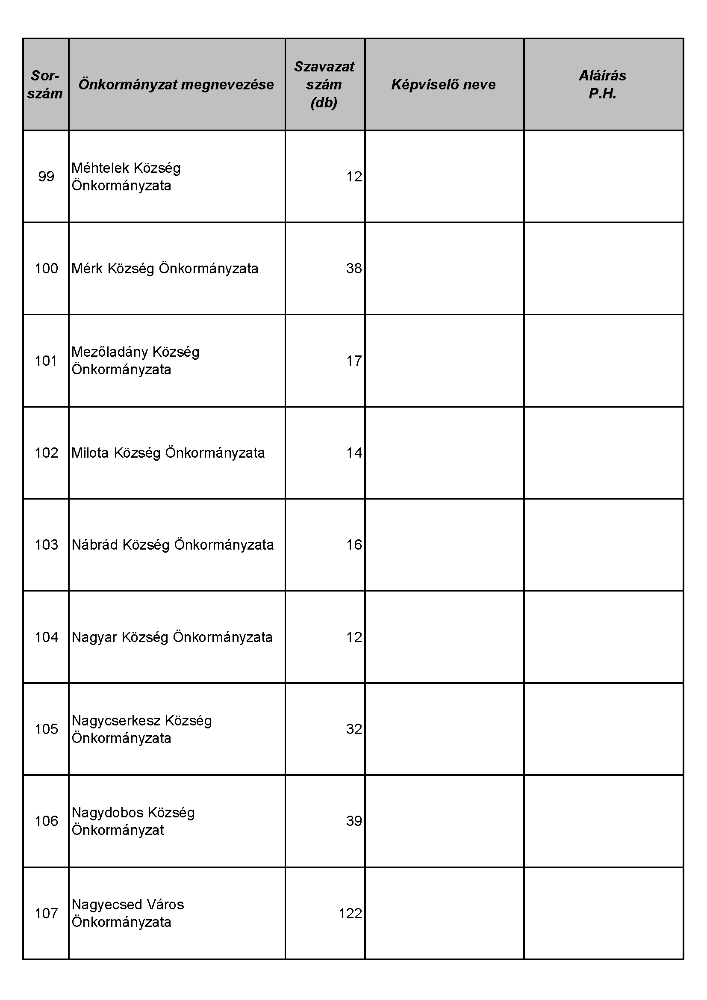 Sor-
szám
Önkormányzat megnevezése
Szavazat
szám
(db)
Képviselő neve
Aláírás
P.H.
99
Méhtelek Község
Önkormányzata
12
100
Mérk Község Önkormányzata
38
101
Mezőladány Község
Önkormányzata
17
102
Milota Község Önkormányzata
14
103
Nábrád Község Önkormányzata
16
104
Nagyar Község Önkormányzata
12
105
Nagycserkesz Község
Önkormányzata
32
106
Nagydobos Község
Önkormányzat
39
107
Nagyecsed Város
Önkormányzata
122